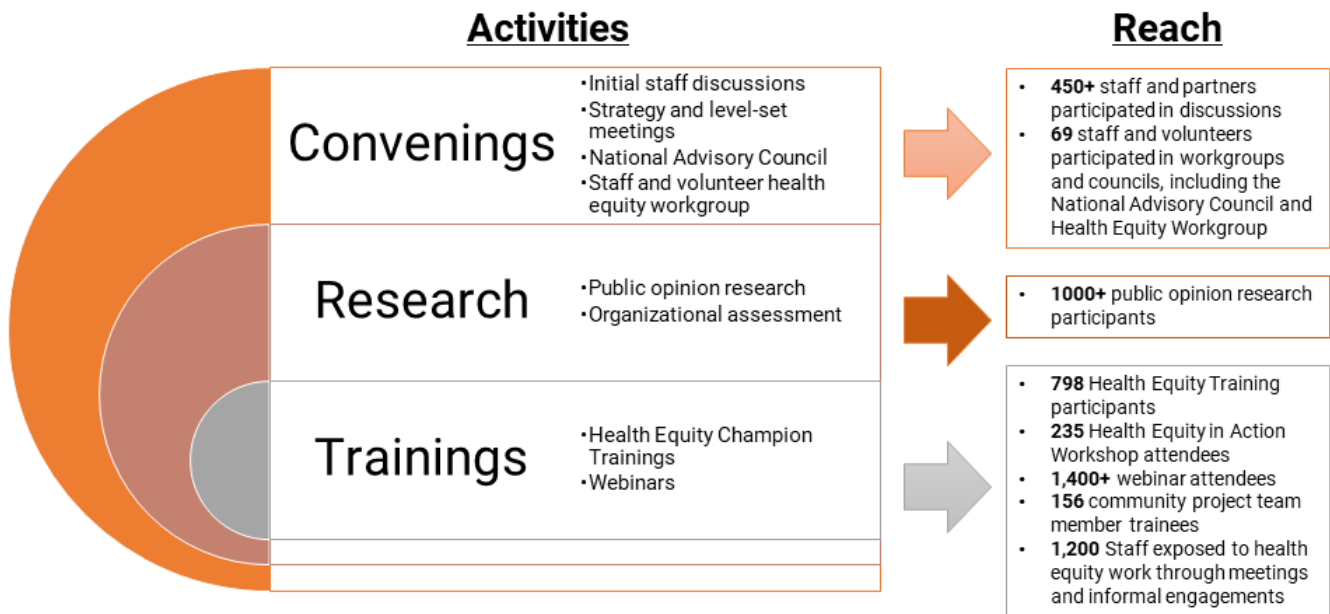 Activities
Convenings
•Initial staff discussions
•Strategy and level-set
meetings
•National Advisory Council
•Staff and volunteer health
equity workgroup
Research
•Public opinion research
•Organizational assessment
Trainings
•Health Equity Champion
Trainings
•Webinars
Reach
• 450+ staff and partners
participated in discussions
• 69 staff and volunteers
participated in workgroups
and councils, including the
National Advisory Council and
Health Equity Workgroup
• 1000+ public opinion research
participants
• 798 Health Equity Training
participants
• 235 Health Equity in Action
Workshop attendees
• 1,400+ webinar attendees
• 156 community project team
member trainees
• 1,200 Staff exposed to health
equity work through meetings
and informal engagements